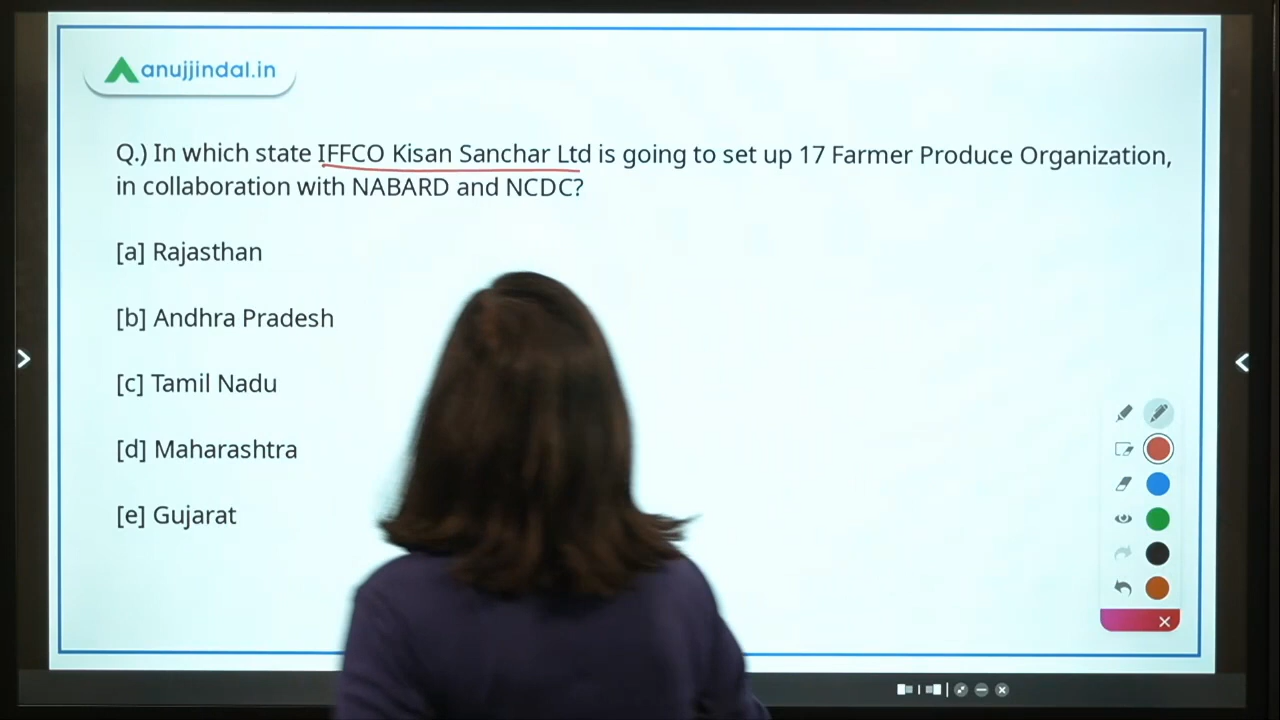 anujjindal.in
Q.) In which state IFFCO Kisan Sanchar Ltd is going to set up 17 Farmer Produce Organization,
in collaboration with NABARD and NCDC?
[a] Rajasthan
[b] Andhra Pradesh
[c] Tamil Nadu
[d] Maharashtra
[e] Gujarat